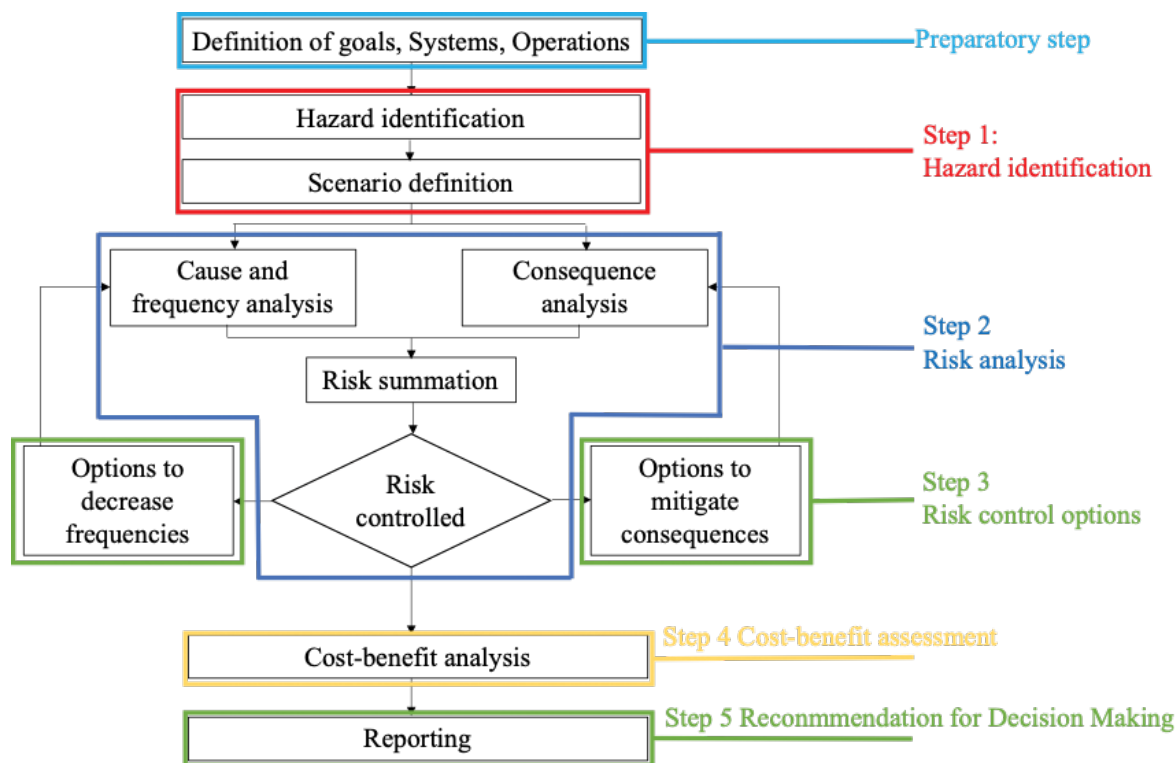 Definition of goals, Systems, Operations
Preparatory step
Hazard identification
Scenario definition
Step 1:
Hazard identification
Cause and
frequency analysis
Consequence
analysis
Step 2
Risk analysis
Risk summation
Options to
decrease
frequencies
Risk
controlled
Options to
mitigate
consequences
Step 3
Risk control options
Step 4 Cost-benefit assessment
Cost-benefit analysis
Step 5 Reconmmendation for Decision Making
Reporting